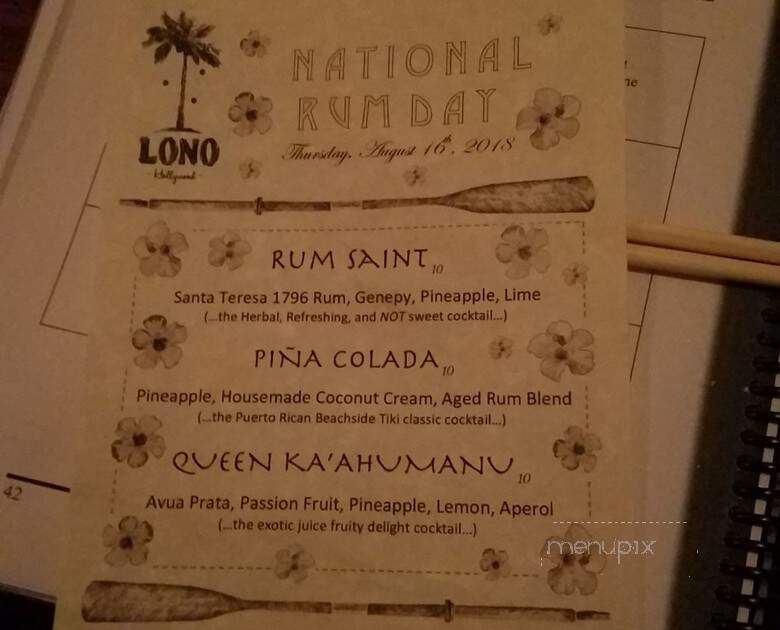 NATIONAL
RUM DAY
Thursday, August 16th, 2018
LONO
Hollywood
RUM SAINT 10
Santa Teresa 1796 Rum, Genepy, Pineapple, Lime
(...the Herbal, Refreshing, and NOT sweet cocktail...)
PIÑA COLADA 10
Pineapple, Housemade Coconut Cream, Aged Rum Blend
(...the Puerto Rican Beachside Tiki classic cocktail...)
QUEEN KA'AHUMANU 10
Avua Prata, Passion Fruit, Pineapple, Lemon, Aperol
(...the exotic juice fruity delight cocktail...)
42
menupix